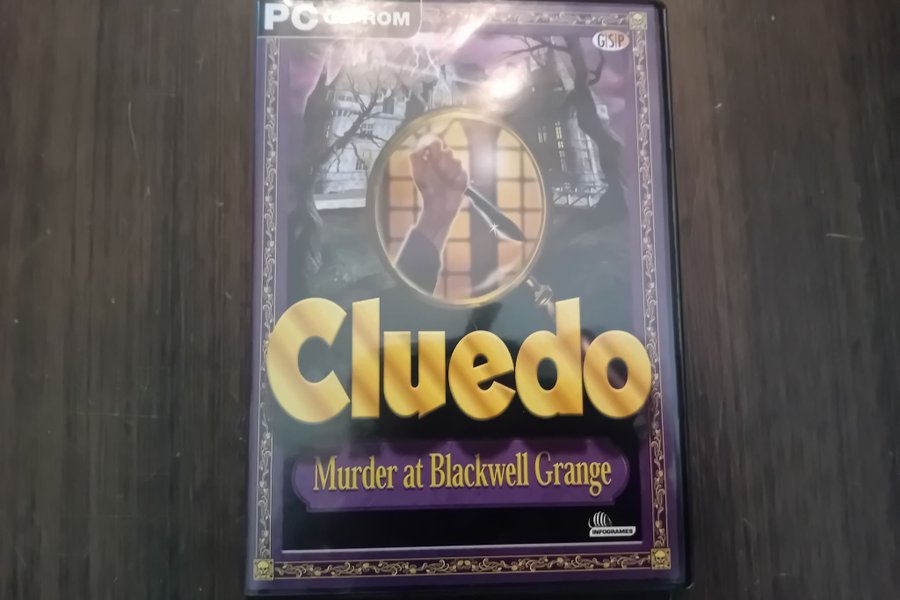 PC CD-ROM
GSP
Cluedo
Murder at Blackwell Grange
INFOGRAMES